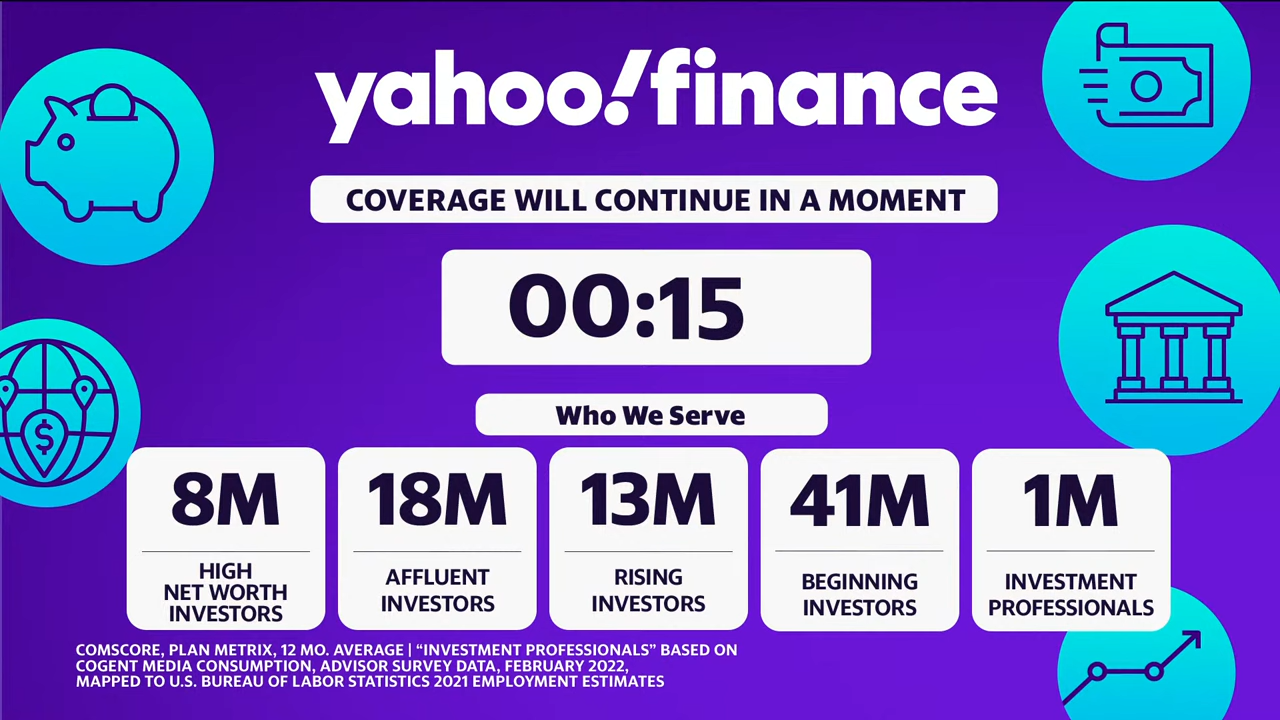 yahoo!finance
COVERAGE WILL CONTINUE IN A MOMENT
00:15
Who We Serve
8M
HIGH
NET WORTH
INVESTORS
18M
AFFLUENT
INVESTORS
13M
RISING
INVESTORS
41M
BEGINNING
INVESTORS
1M
INVESTMENT
PROFESSIONALS
$
COMSCORE, PLAN METRIX, 12 MO. AVERAGE | “INVESTMENT PROFESSIONALS” BASED ON
COGENT MEDIA CONSUMPTION, ADVISOR SURVEY DATA, FEBRUARY 2022,
MAPPED TO U.S. BUREAU OF LABOR STATISTICS 2021 EMPLOYMENT ESTIMATES